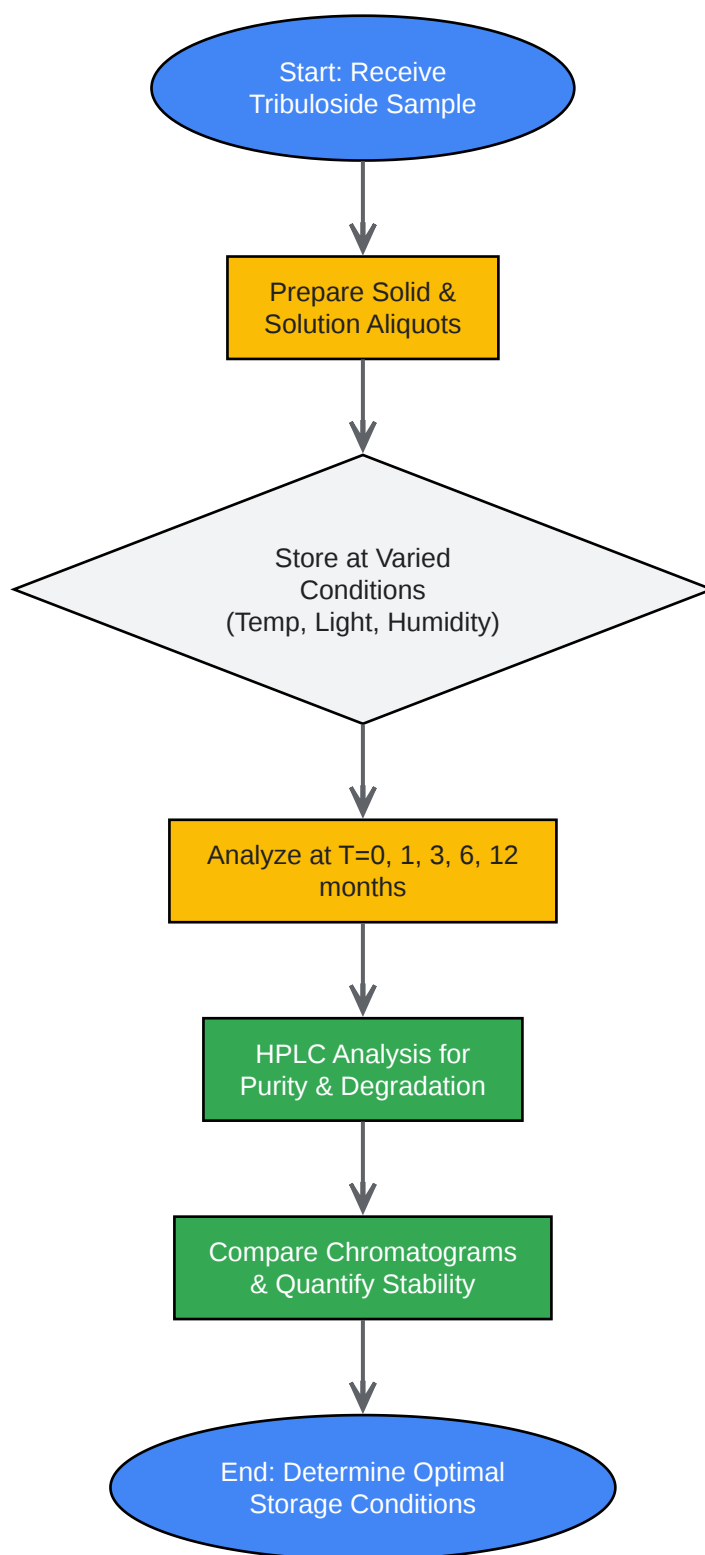 Start: Receive
Tribuloside Sample
Prepare Solid &
Solution Aliquots
Store at Varied
Conditions
(Temp, Light, Humidity)
Analyze at T=0, 1, 3, 6, 12
months
HPLC Analysis for
Purity & Degradation
Compare Chromatograms
& Quantify Stability
End: Determine Optimal
Storage Conditions